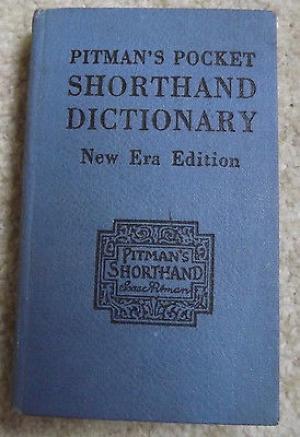 PITMAN'S POCKET
SHORTHAND
DICTIONARY
New Era Edition
PITMAN'S
SHORTHAND
Isaac Pitman